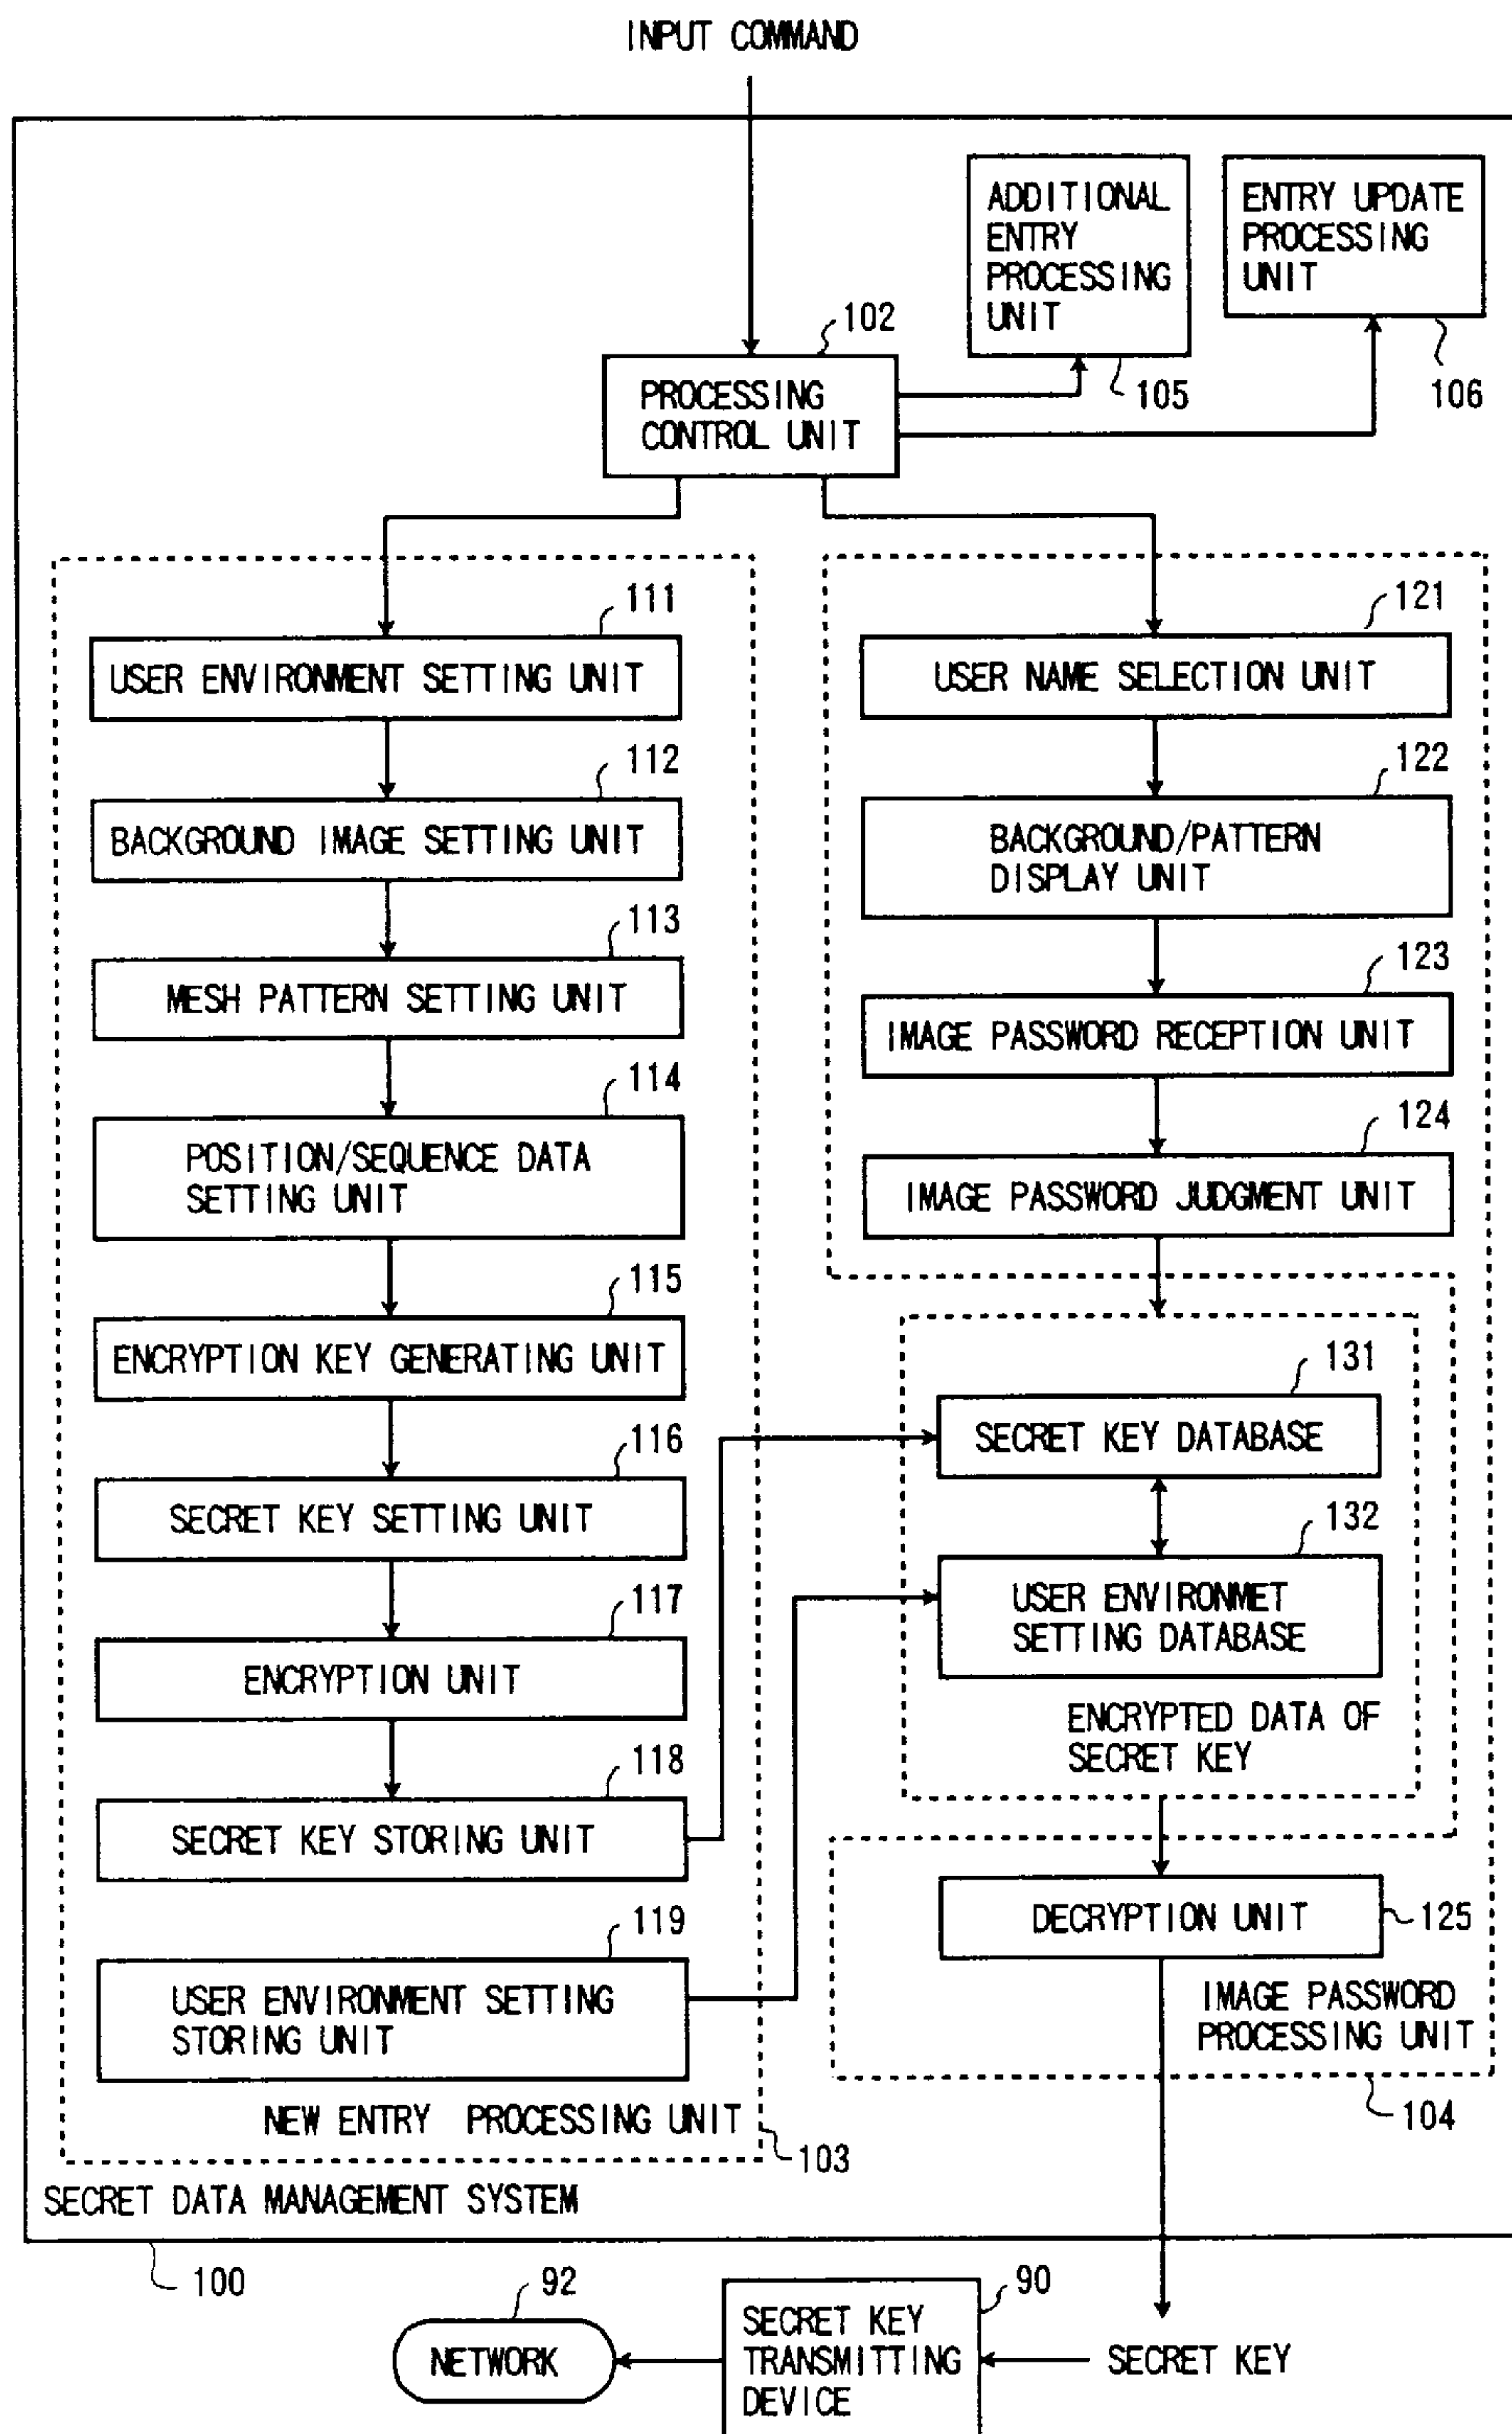 INPUT COMMAND
ADDITIONAL
ENTRY
PROCESSING
UNIT
ENTRY UPDATE
PROCESSING
UNIT
102
105
106
PROCESSING
CONTROL UNIT
111
USER ENVIRONMENT SETTING UNIT
112
BACKGROUND IMAGE SETTING UNIT
113
MESH PATTERN SETTING UNIT
114
POSITION/SEQUENCE DATA
SETTING UNIT
115
ENCRYPTION KEY GENERATING UNIT
116
SECRET KEY SETTING UNIT
117
ENCRYPTION UNIT
118
SECRET KEY STORING UNIT
119
USER ENVIRONMENT SETTING
STORING UNIT
NEW ENTRY PROCESSING UNIT
103
121
USER NAME SELECTION UNIT
122
BACKGROUND/PATTERN
DISPLAY UNIT
123
IMAGE PASSWORD RECEPTION UNIT
124
IMAGE PASSWORD JUDGMENT UNIT
131
SECRET KEY DATABASE
132
USER ENVIRONMET
SETTING DATABASE
ENCRYPTED DATA OF
SECRET KEY
DECRYPTION UNIT
125
IMAGE PASSWORD
PROCESSING UNIT
104
SECRET DATA MANAGEMENT SYSTEM
100
92
NETWORK
90
SECRET KEY
TRANSMITTING
DEVICE
SECRET KEY